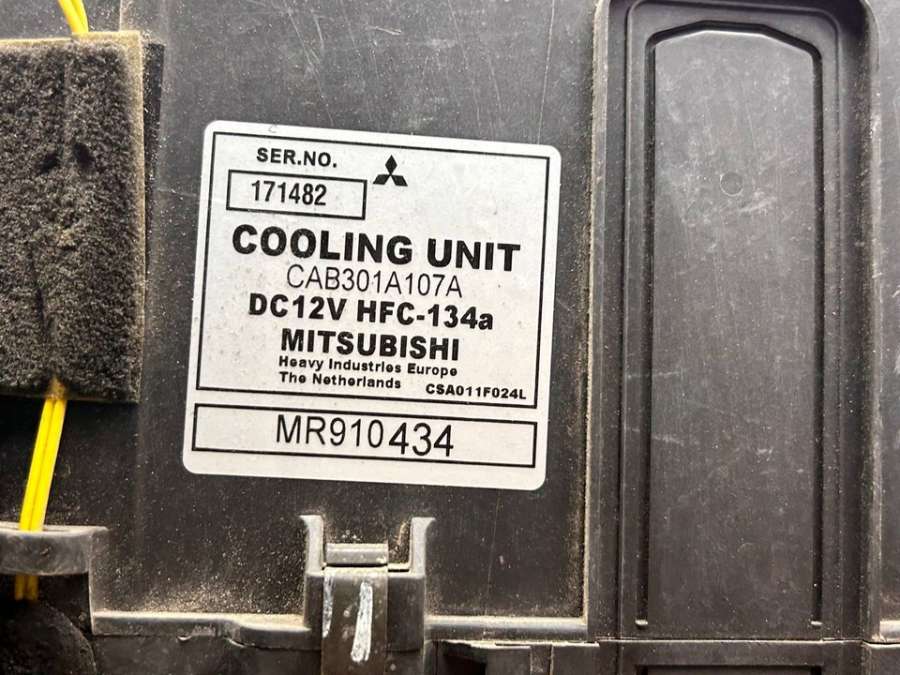 SER.NO.
171482
COOLING UNIT
CAB301A107A
DC12V HFC-134a
MITSUBISHI
Heavy Industries Europe
The Netherlands CSA011F024L
MR910434